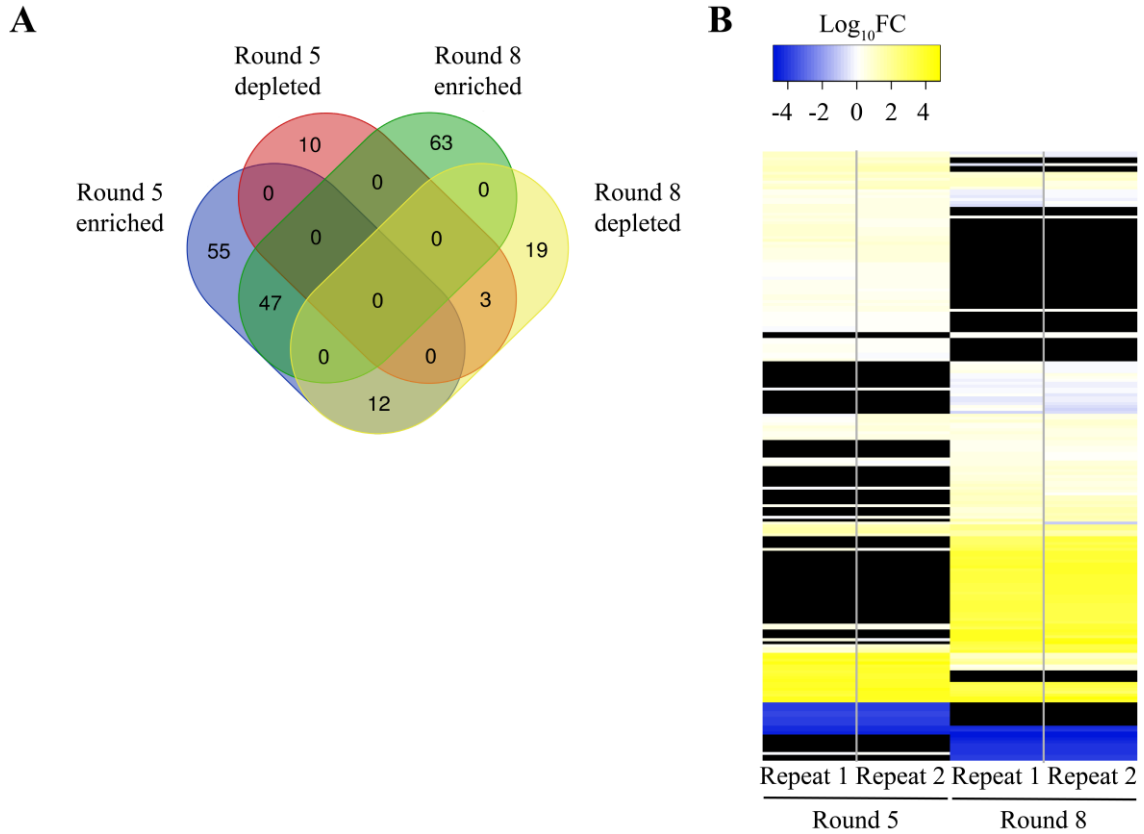 A
Round 5
depleted
Round 8
enriched
Round 5
enriched
Round 8
depleted
10
63
0
0
0
55
0
0
19
47
0
3
0
0
12
B
Log₁₀FC
-4 -2 0 2 4
Repeat 1 Repeat 2 Repeat 1 Repeat 2
Round 5 Round 8